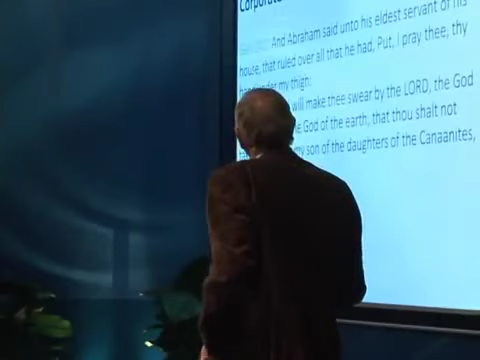 Corporate
And Abraham said unto his eldest servant of his
house, that ruled over all that he had, Put, I pray thee, thy
my thigh:
will make thee swear by the LORD, the God
God of the earth, that thou shalt not
my son of the daughters of the Canaanites,